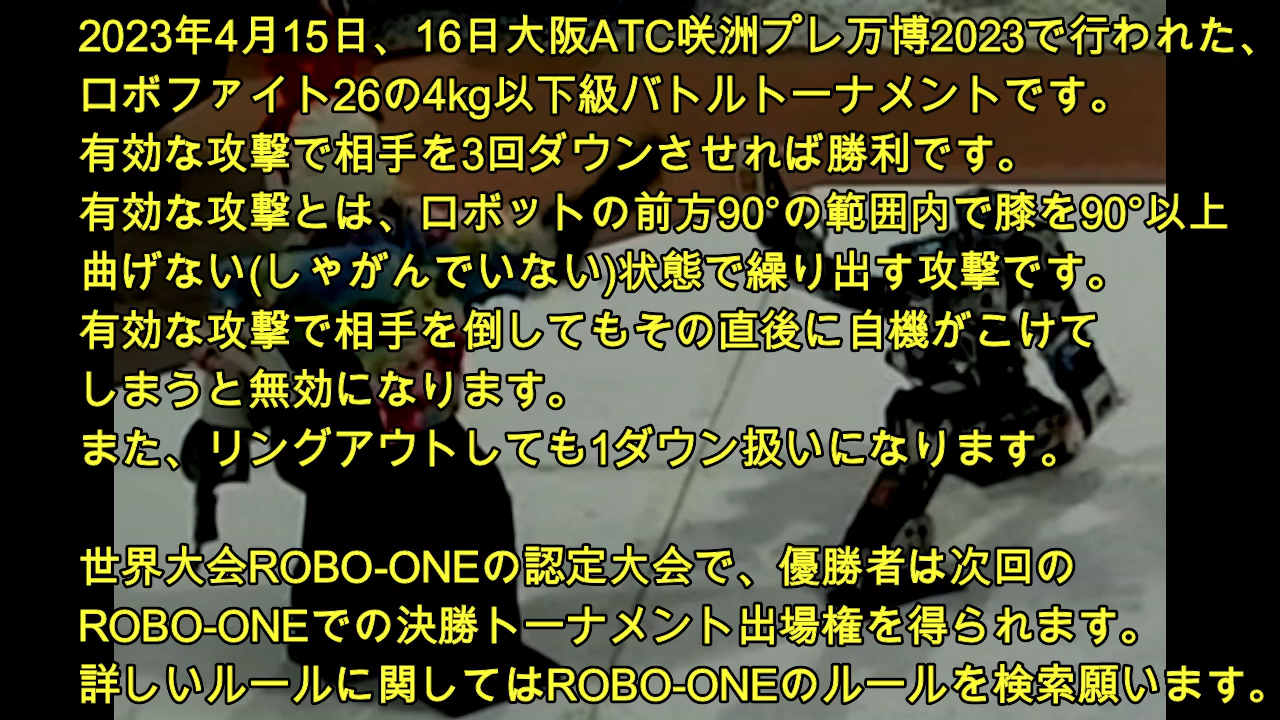 2023年4月15日、16日大阪ATC咲洲プレ万博2023で行われた、
ロボファイト26の4kg以下級バトルトーナメントです。
有効な攻撃で相手を3回ダウンさせれば勝利です。
有効な攻撃とは、ロボットの前方90°の範囲内で膝を90°以上
曲げない(しゃがんでいない)状態で繰り出す攻撃です。
有効な攻撃で相手を倒してもその直後に自機がこけて
しまうと無効になります。
また、リングアウトしても1ダウン扱いになります。
世界大会ROBO-ONEの認定大会で、優勝者は次回の
ROBO-ONEでの決勝トーナメント出場権を得られます。
詳しいルールに関してはROBO-ONEのルールを検索願います。